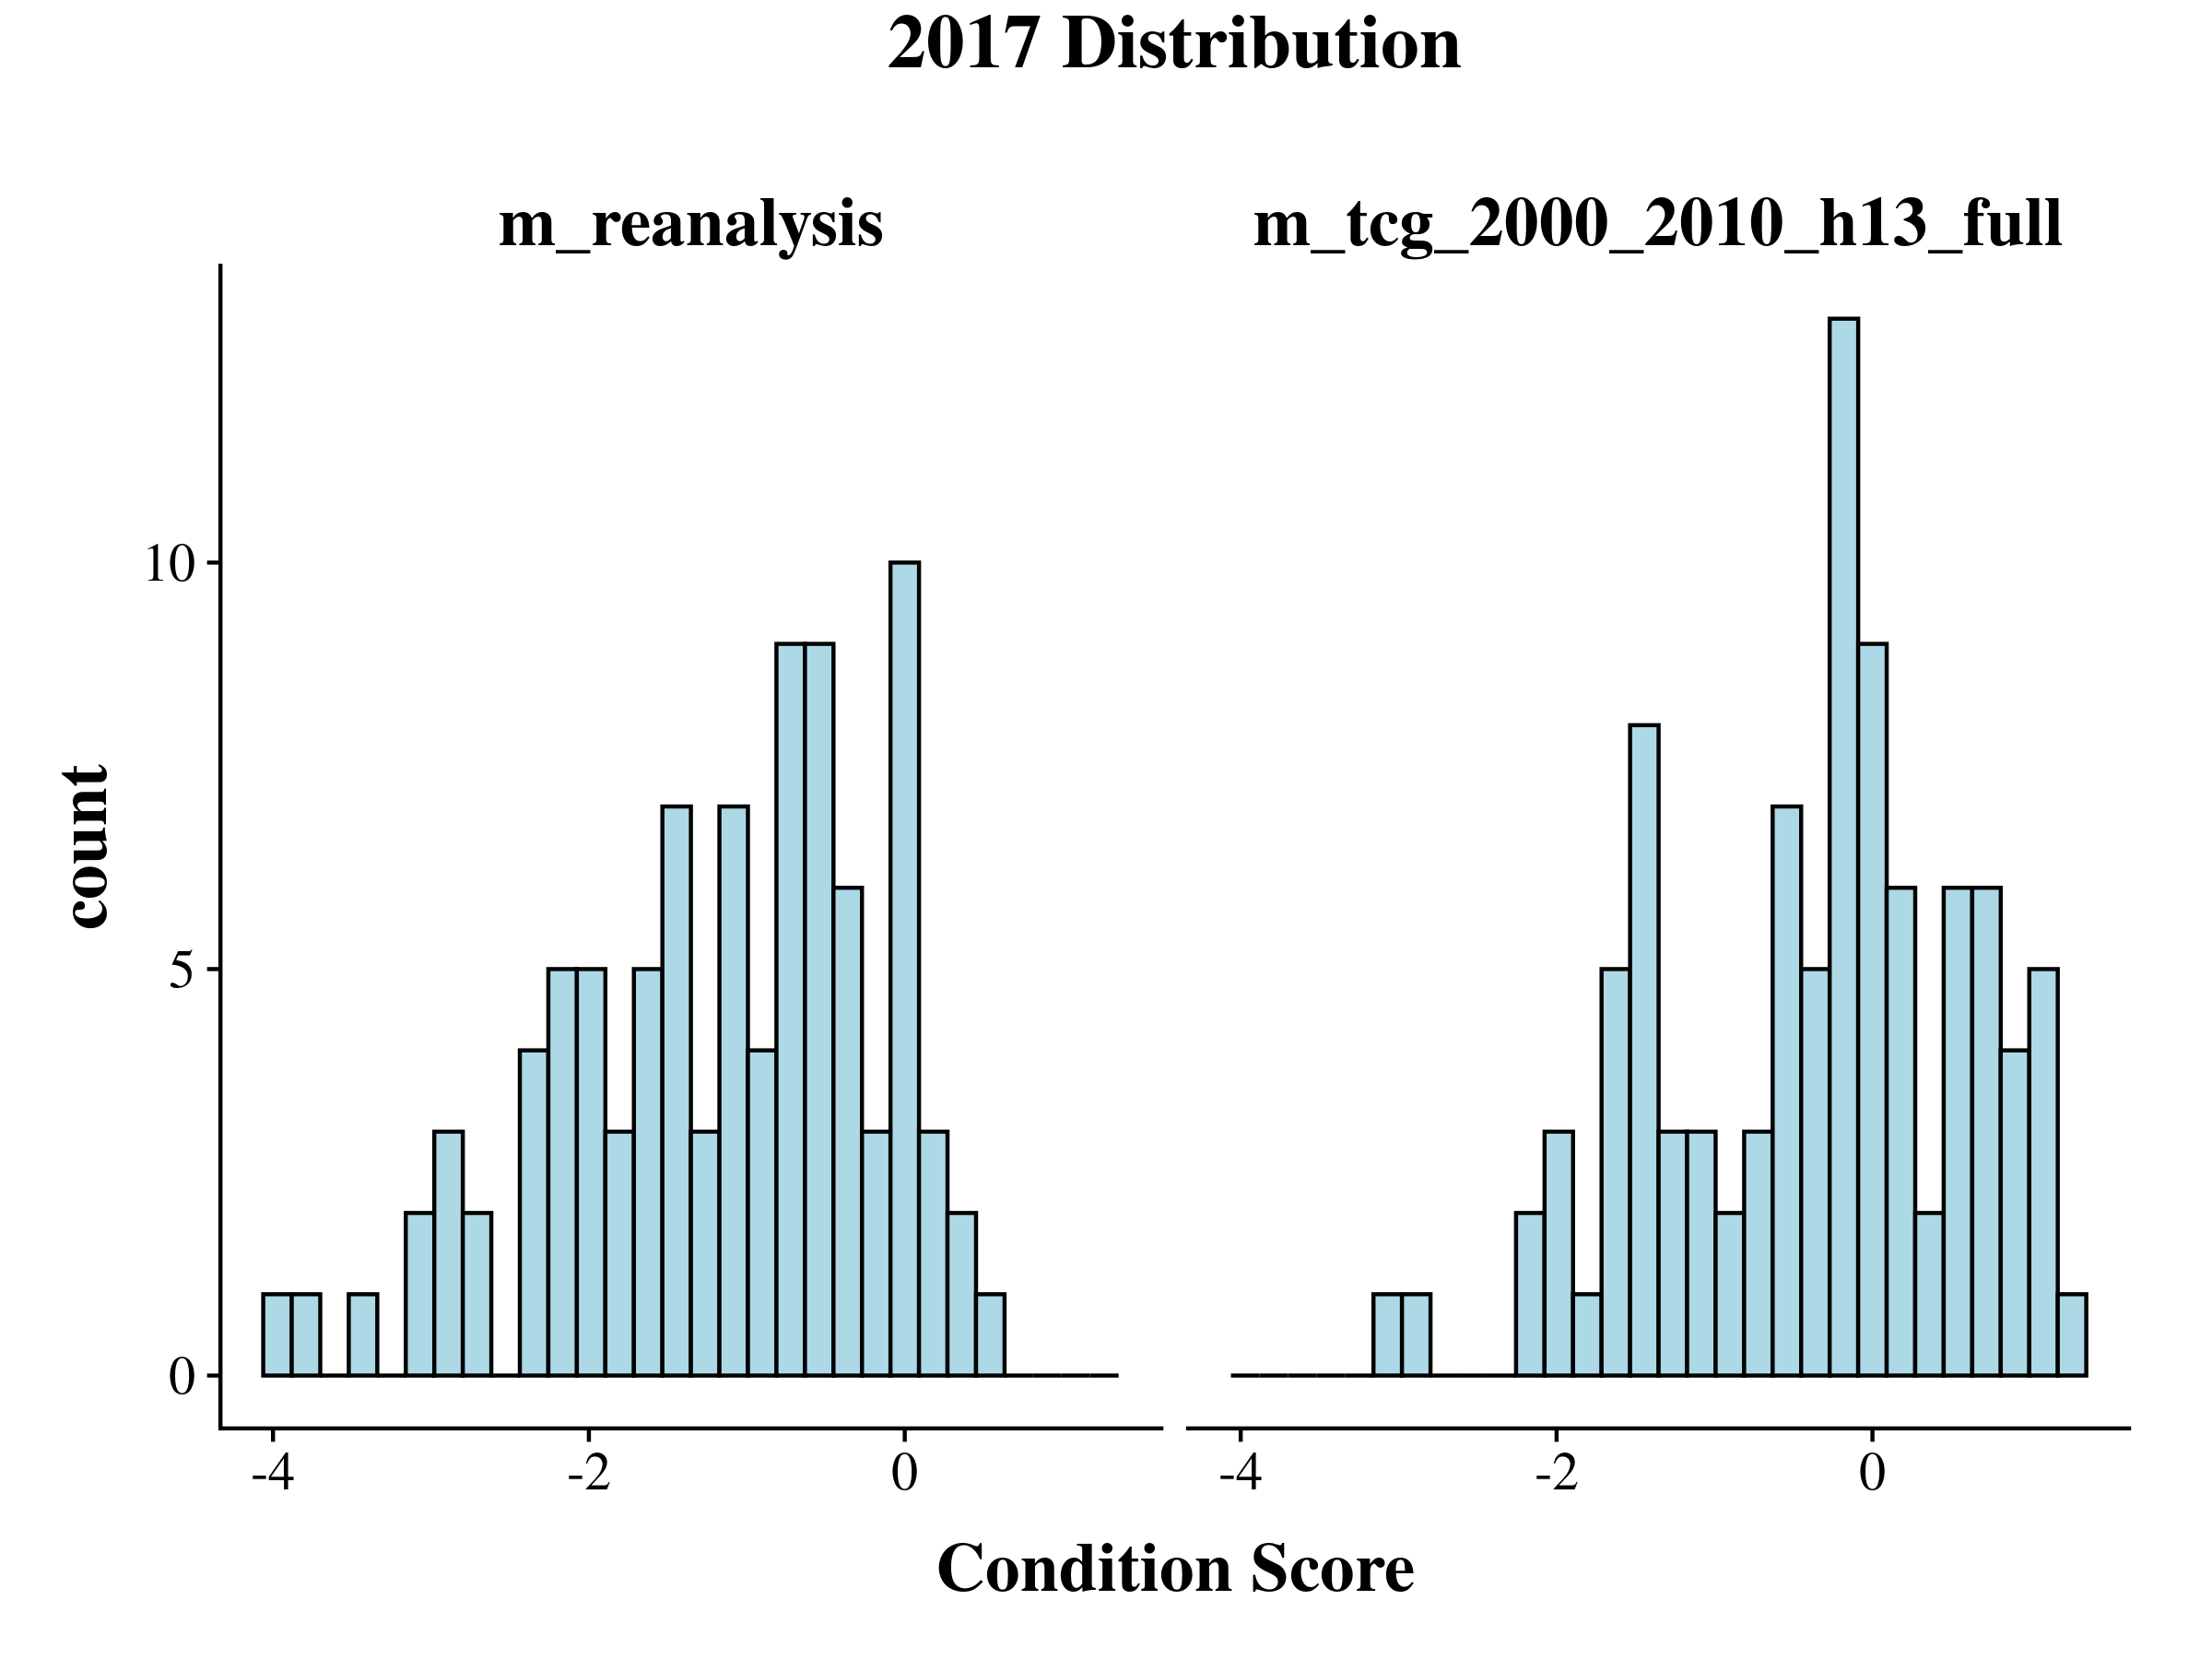 2017 Distribution
m_reanalysis
m_tcg_2000_2010_h13_full
10
5
0
count
-4 -2 0
-4 -2 0
Condition Score